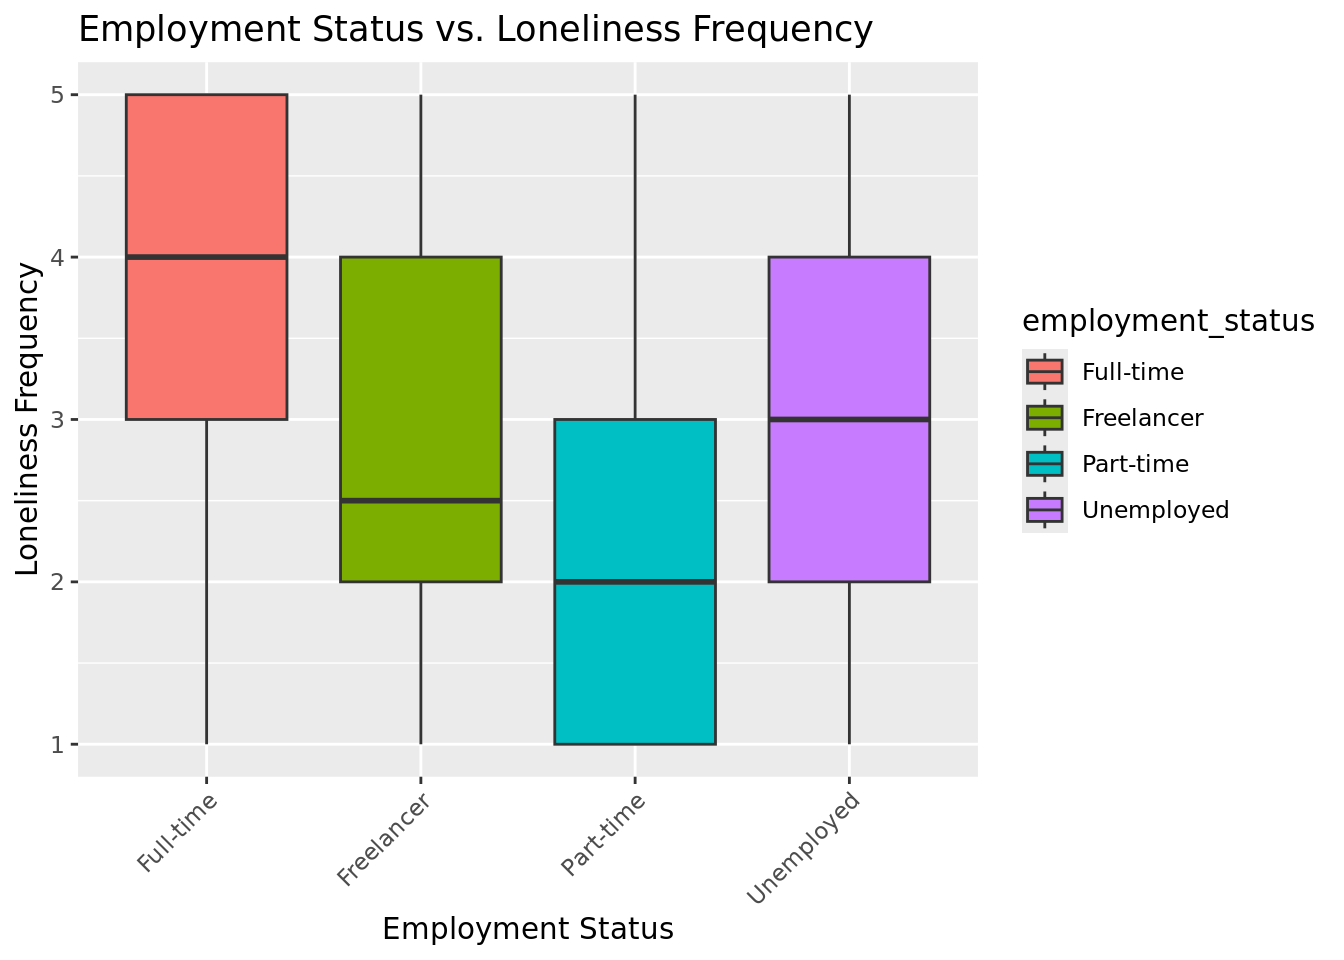 Employment Status vs. Loneliness Frequency
Loneliness Frequency
5
4
3
2
1
Full-time
Freelancer
Part-time
Unemployed
Employment Status
employment_status
Full-time
Freelancer
Part-time
Unemployed